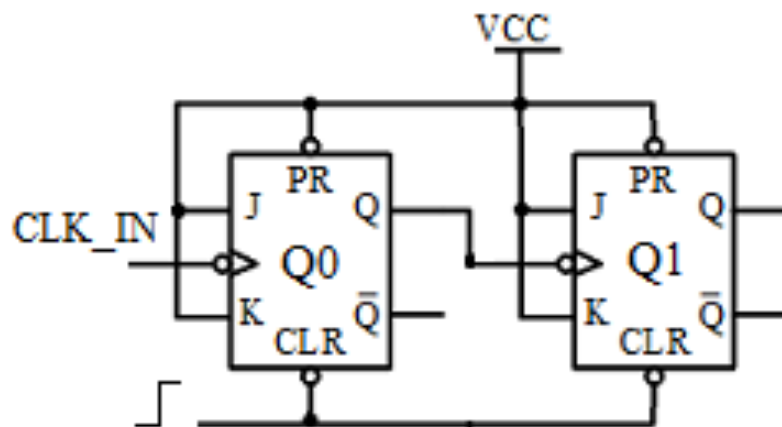 VCC
PR PR
J Q J Q
CLK_IN
Q0 Q1
K Q̅ K Q̅
CLR CLR